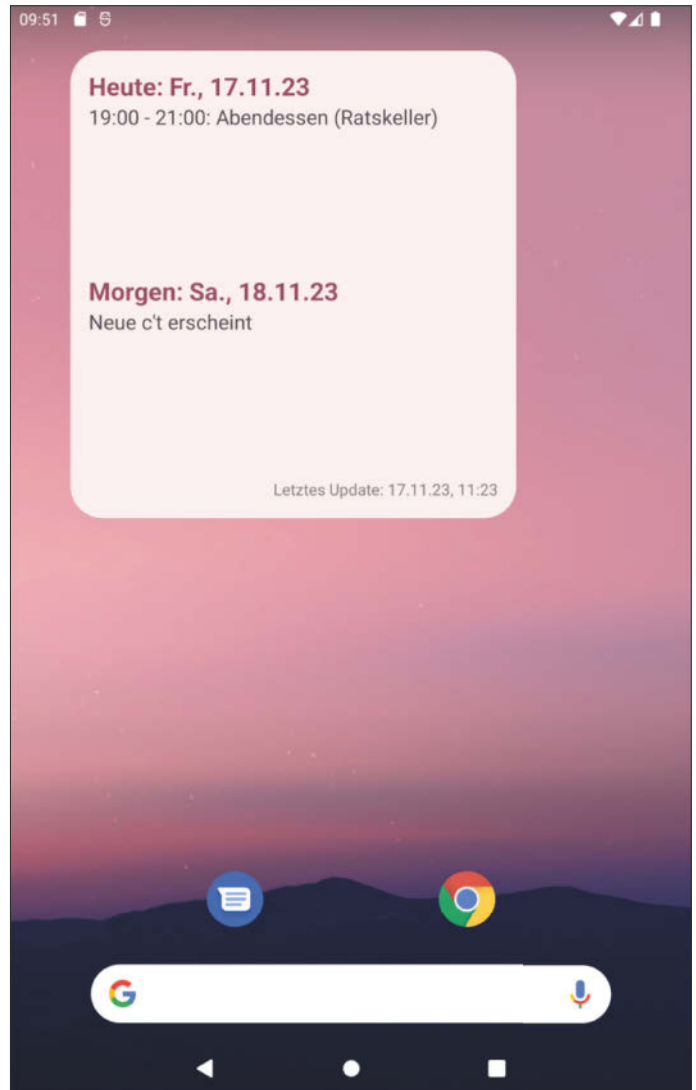 09:51
Heute: Fr., 17.11.23
19:00 - 21:00: Abendessen (Ratskeller)
Morgen: Sa., 18.11.23
Neue c't erscheint
Letztes Update: 17.11.23, 11:23